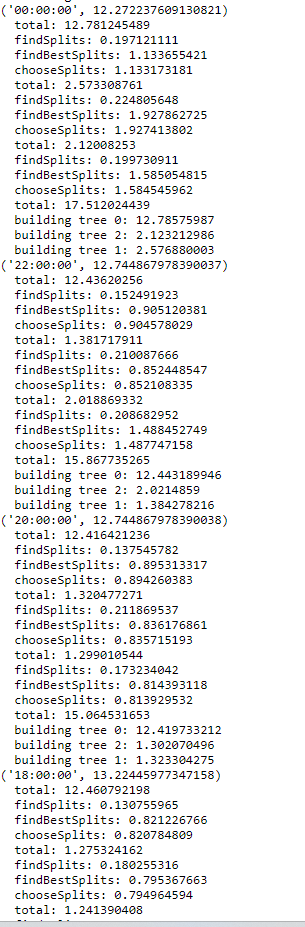 ('00:00:00', 12.272237609130821)
total: 12.781245489
findSplits: 0.197121111
findBestSplits: 1.133655421
chooseSplits: 1.133173181
total: 2.573308761
findSplits: 0.224805648
findBestSplits: 1.927862725
chooseSplits: 1.927413802
total: 2.12008253
findSplits: 0.199730911
findBestSplits: 1.585054815
chooseSplits: 1.584545962
total: 17.512024439
building tree 0: 12.78575987
building tree 2: 2.123212986
building tree 1: 2.576880003
('22:00:00', 12.744867978390037)
total: 12.43620256
findSplits: 0.152491923
findBestSplits: 0.905120381
chooseSplits: 0.904578029
total: 1.381717911
findSplits: 0.210087666
findBestSplits: 0.852448547
chooseSplits: 0.852108335
total: 2.018869332
findSplits: 0.208682952
findBestSplits: 1.488452749
chooseSplits: 1.487747158
total: 15.867735265
building tree 0: 12.443189946
building tree 2: 2.0214859
building tree 1: 1.384278216
('20:00:00', 12.744867978390038)
total: 12.416421236
findSplits: 0.137545782
findBestSplits: 0.895313317
chooseSplits: 0.894260383
total: 1.320477271
findSplits: 0.211869537
findBestSplits: 0.836176861
chooseSplits: 0.835715193
total: 1.299010544
findSplits: 0.173234042
findBestSplits: 0.814393118
chooseSplits: 0.813929532
total: 15.064531653
building tree 0: 12.419733212
building tree 2: 1.302070496
building tree 1: 1.323304275
('18:00:00', 13.22445977347158)
total: 12.460792198
findSplits: 0.130755965
findBestSplits: 0.821226766
chooseSplits: 0.820784809
total: 1.275324162
findSplits: 0.180255316
findBestSplits: 0.795367663
chooseSplits: 0.794964594
total: 1.241390408